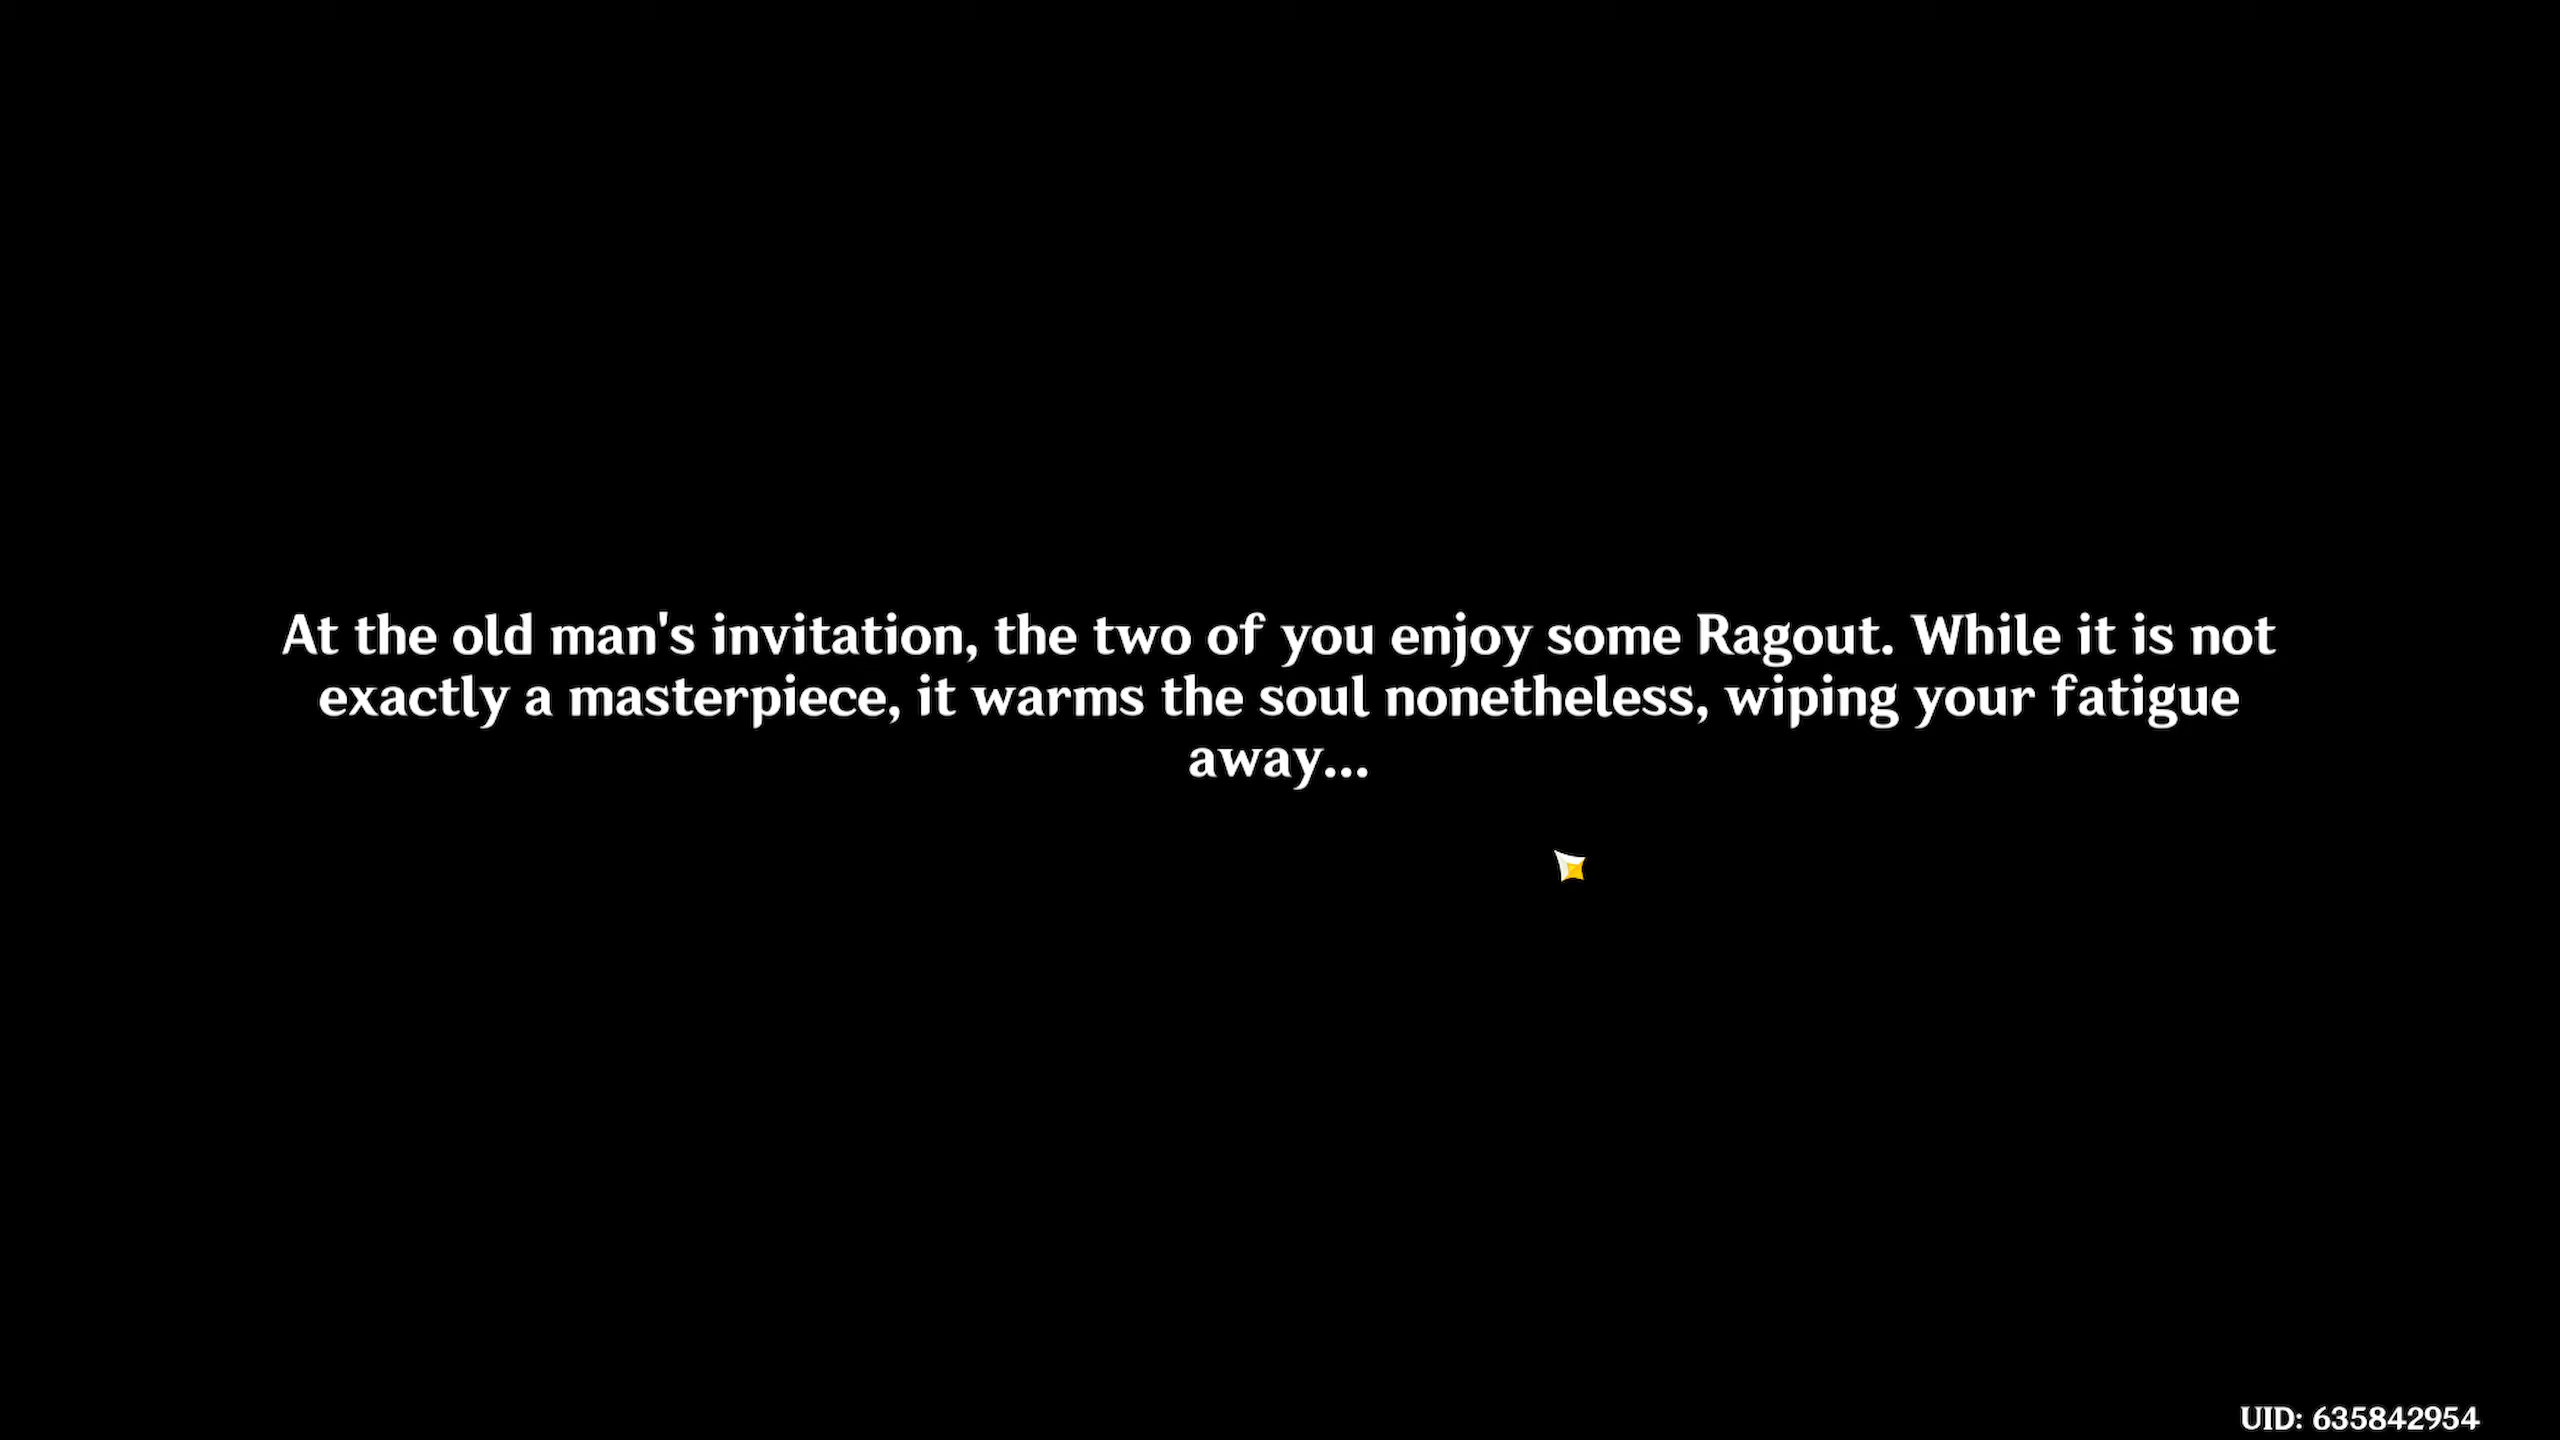 At the old man's invitation, the two of you enjoy some Ragout. While it is not
exactly a masterpiece, it warms the soul nonetheless, wiping your fatigue
away...
UID: 635842954